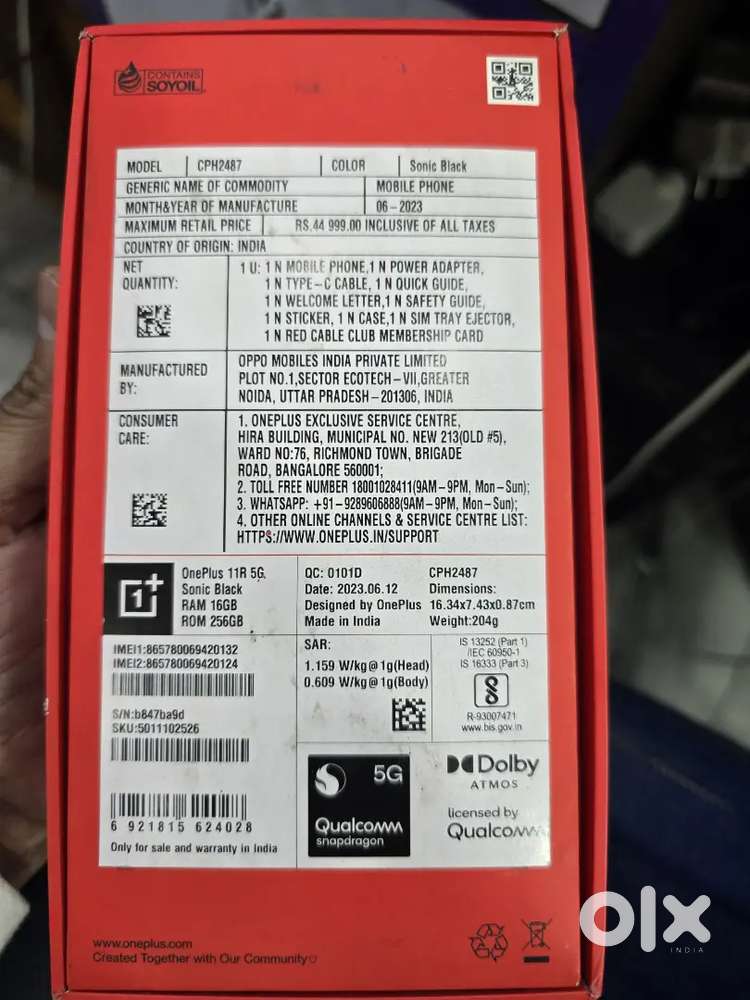 CONTAINS
SOYOIL
MODEL CPH2487 COLOR Sonic Black
GENERIC NAME OF COMMODITY MOBILE PHONE
MONTH&YEAR OF MANUFACTURE 06-2023
MAXIMUM RETAIL PRICE RS.44 999.00 INCLUSIVE OF ALL TAXES
COUNTRY OF ORIGIN: INDIA
NET QUANTITY:
1 U: 1 N MOBILE PHONE,1 N POWER ADAPTER,
1 N TYPE-C CABLE, 1 N QUICK GUIDE,
1 N WELCOME LETTER,1 N SAFETY GUIDE,
1 N STICKER, 1 N CASE,1 N SIM TRAY EJECTOR,
1 N RED CABLE CLUB MEMBERSHIP CARD
MANUFACTURED
BY:
OPPO MOBILES INDIA PRIVATE LIMITED
PLOT NO.1,SECTOR ECOTECH-VII,GREATER
NOIDA, UTTAR PRADESH-201306, INDIA
CONSUMER
CARE:
1. ONEPLUS EXCLUSIVE SERVICE CENTRE,
HIRA BUILDING, MUNICIPAL NO. NEW 213(OLD #5),
WARD NO:76, RICHMOND TOWN, BRIGADE
ROAD, BANGALORE 560001;
2. TOLL FREE NUMBER 18001028411(9AM-9PM, Mon-Sun);
3. WHATSAPP: +91-9289606888(9AM-9PM, Mon-Sun);
4. OTHER ONLINE CHANNELS & SERVICE CENTRE LIST:
HTTPS://WWW.ONEPLUS.IN/SUPPORT
1+
OnePlus 11R 5G,
Sonic Black
RAM 16GB
ROM 256GB
QC: 0101D
Date: 2023.06.12
Designed by OnePlus
Made in India
CPH2487
Dimensions:
16.34x7.43x0.87cm
Weight:204g
IMEI1:865780069420132
IMEI2:865780069420124
S/N:b847ba9d
SKU:5011102526
6 921815 624028
Only for sale and warranty in India
SAR:
1.159 W/kg@1g(Head)
0.609 W/kg@1g(Body)
IS 13252 (Part 1)
/IEC 60950-1
IS 16333 (Part 3)
R-93007471
www.bis.gov.in
5G
Qualcomm
snapdragon
Dolby
ATMOS
licensed by
Qualcomm
www.oneplus.com
Created Together with Our Community
olx
INDIA